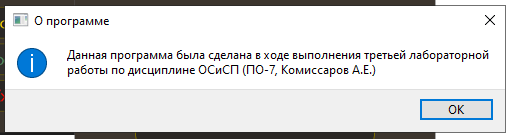 О программе
Данная программа была сделана в ходе выполнения третьей лабораторной
работы по дисциплине ОСиСП (ПО-7, Комиссаров А.Е.)
OK